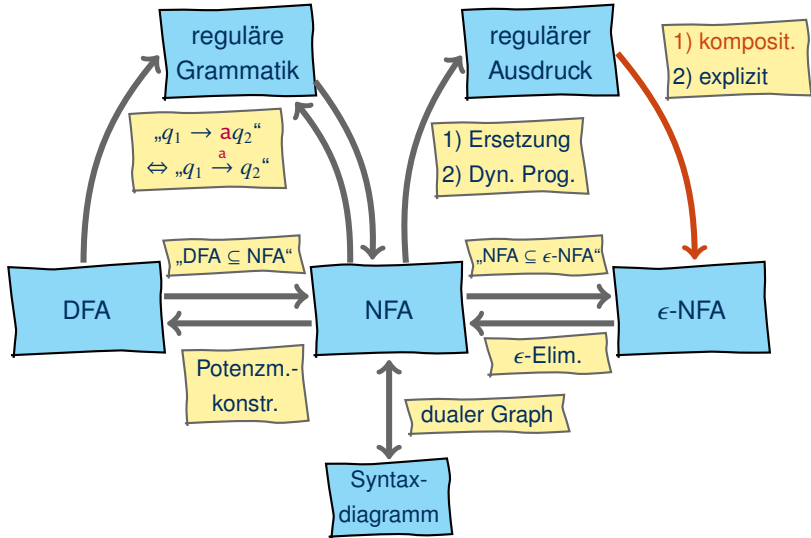 reguläre
Grammatik
regulärer
Ausdruck
1) komposit.
2) explizit
„q₁ → aq₂“
⇔ „q₁ →ᵃ q₂“
1) Ersetzung
2) Dyn. Prog.
„DFA ⊆ NFA“
„NFA ⊆ ϵ-NFA“
DFA
NFA
ϵ-NFA
Potenzm.-
konstr.
ϵ-Elim.
dualer Graph
Syntax-
diagramm